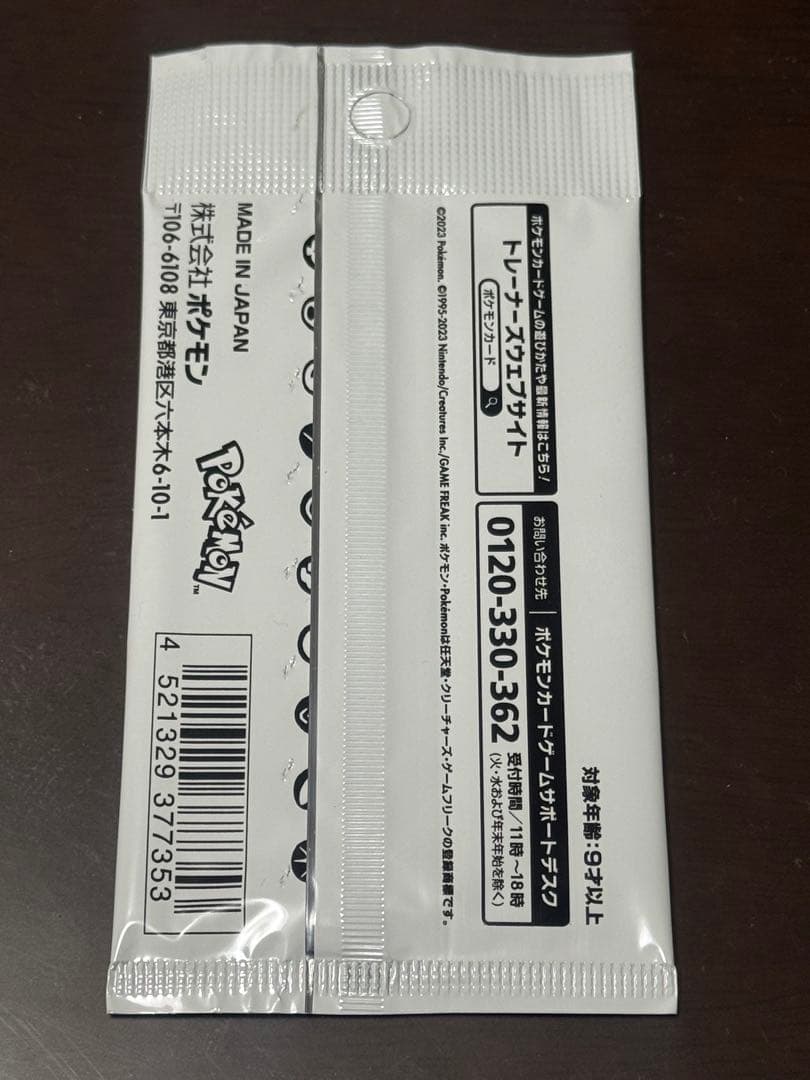 対象年齢:9才以上
ポケモンカードゲームの遊びかたや最新情報はこちら!
トレーナーズウェブサイト
ポケモンカード
お問い合わせ先 | ポケモンカードゲームサポートデスク
0120-330-362 受付時間/11時~18時
(火・水および年末年始を除く)
©2023 Pokémon. ©1995-2023 Nintendo/Creatures Inc./GAME FREAK inc. ポケモン・Pokémonは任天堂・クリーチャーズ・ゲームフリークの登録商標です。
MADE IN JAPAN
株式会社 ポケモン
〒106-6108 東京都港区六本木6-10-1
POKéMON™
4 521329 377353